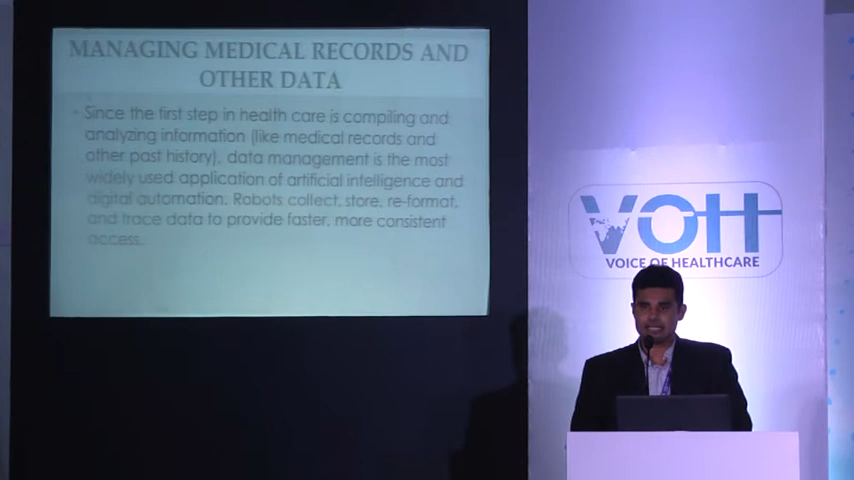 MANAGING MEDICAL RECORDS AND
OTHER DATA
Since the first step in health care is compiling and
analyzing information (like medical records and
other past history), data management is the most
widely used application of artificial intelligence and
digital automation. Robots collect, store, re-format,
and trace data to provide faster, more consistent
access.
VOH
VOICE OF HEALTHCARE